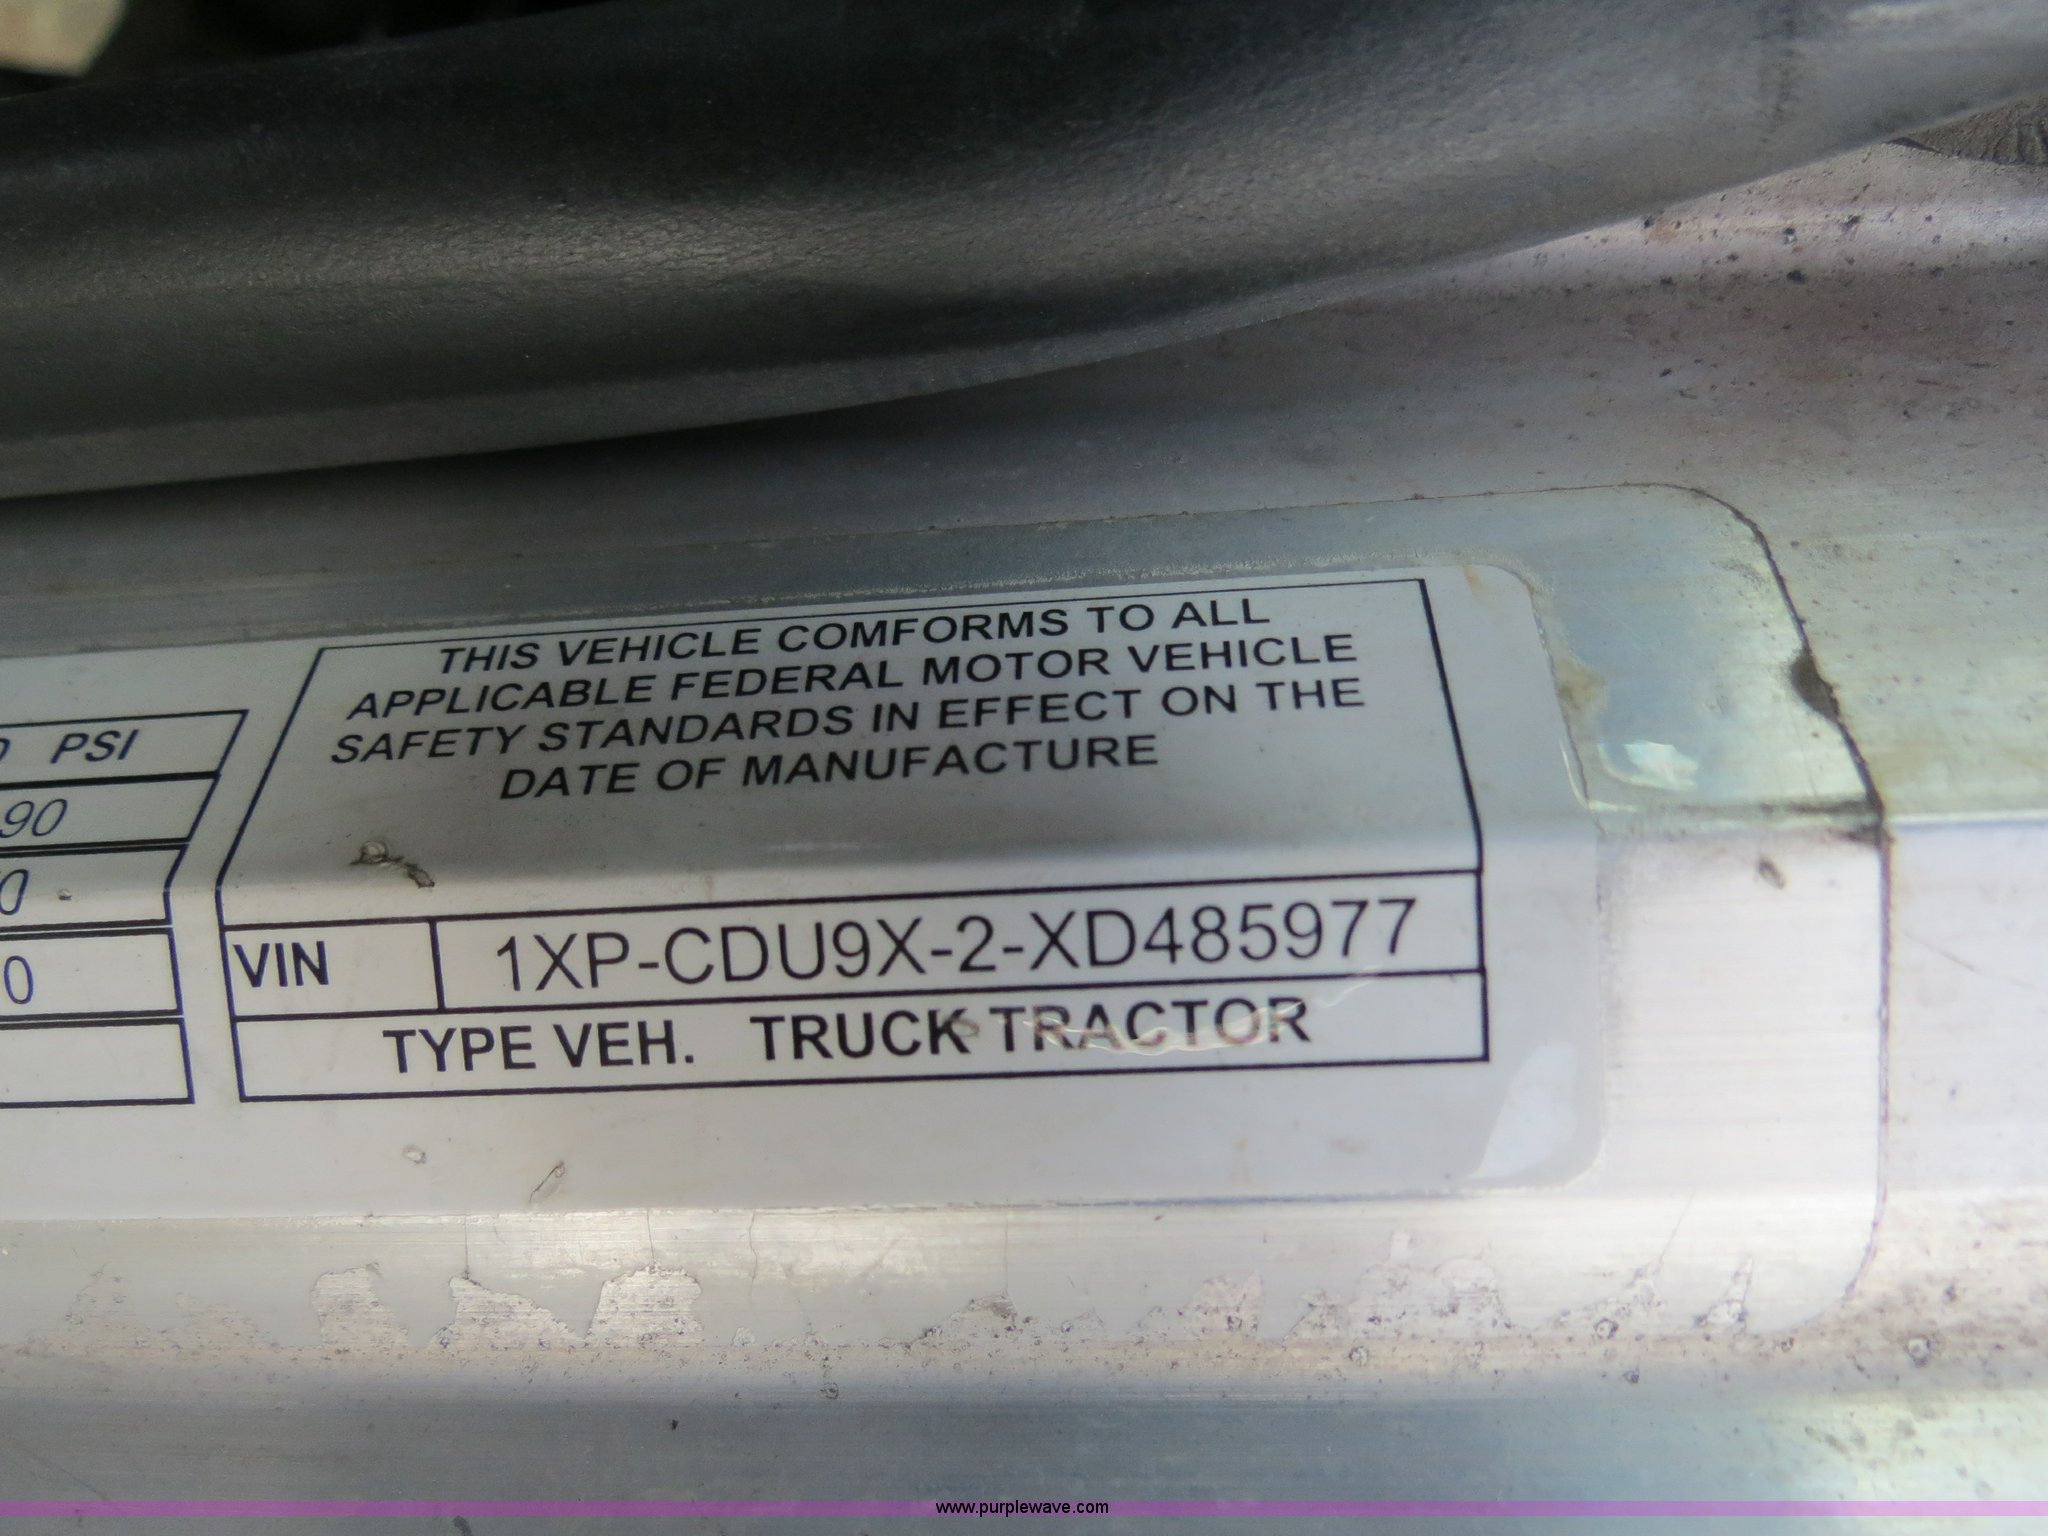 PSI
90
0
0
THIS VEHICLE COMFORMS TO ALL
APPLICABLE FEDERAL MOTOR VEHICLE
SAFETY STANDARDS IN EFFECT ON THE
DATE OF MANUFACTURE
VIN 1XP-CDU9X-2-XD485977
TYPE VEH. TRUCK TRACTOR
www.purplewave.com